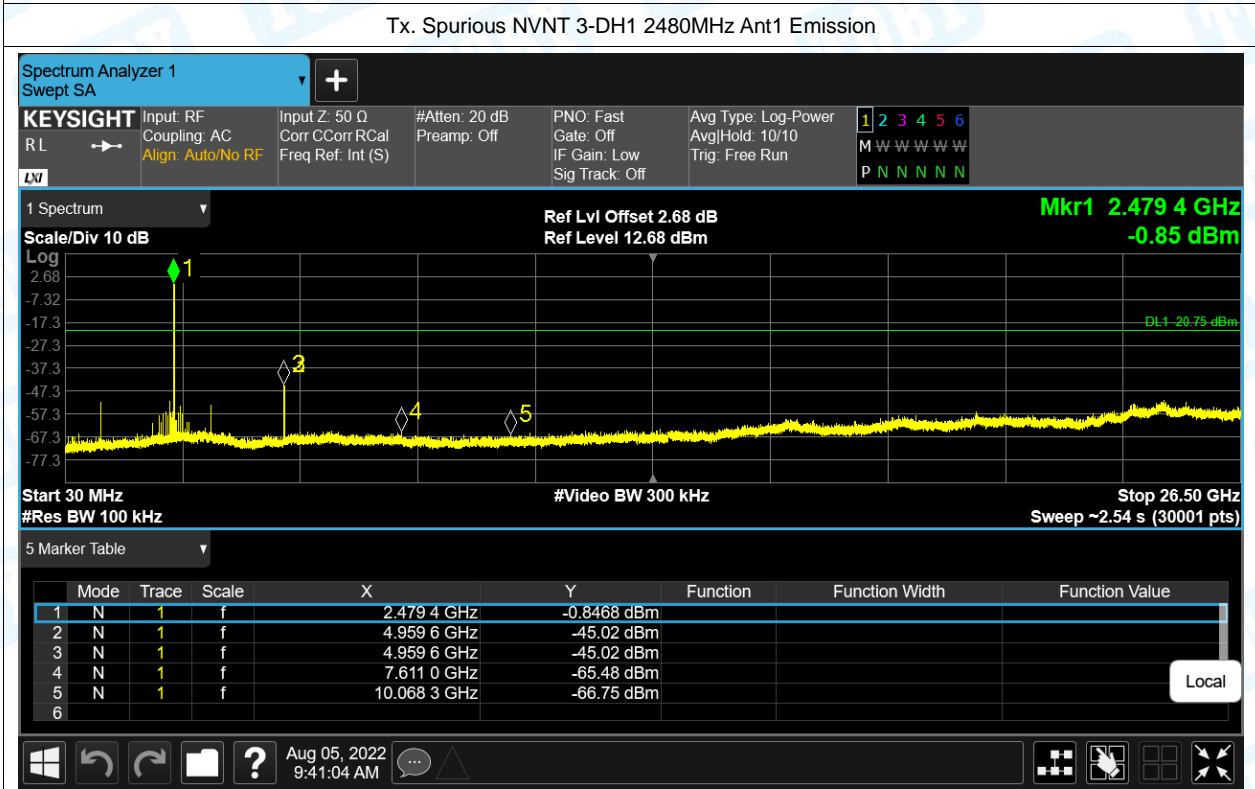 Tx. Spurious NVNT 3-DH1 2480MHz Ant1 Emission
Spectrum Analyzer 1
Swept SA
+
KEYSIGHT
RL
LXI
Input: RF
Coupling: AC
Align: Auto/No RF
Input Z: 50 Ω
Corr CCorr RCal
Freq Ref: Int (S)
#Atten: 20 dB
Preamp: Off
PNO: Fast
Gate: Off
IF Gain: Low
Sig Track: Off
Avg Type: Log-Power
Avg|Hold: 10/10
Trig: Free Run
1 2 3 4 5 6
M W W W W W
P N N N N N
1 Spectrum
Scale/Div 10 dB
Ref Lvl Offset 2.68 dB
Ref Level 12.68 dBm
Mkr1 2.479 4 GHz
-0.85 dBm
Log
2.68
-7.32
-17.3
-27.3
-37.3
-47.3
-57.3
-67.3
-77.3
1
3
4
5
DL1 -20.75 dBm
Start 30 MHz
#Video BW 300 kHz
Stop 26.50 GHz
#Res BW 100 kHz
Sweep ~2.54 s (30001 pts)
5 Marker Table
Mode Trace Scale X Y Function Function Width Function Value
1 N 1 f 2.479 4 GHz -0.8468 dBm
2 N 1 f 4.959 6 GHz -45.02 dBm
3 N 1 f 4.959 6 GHz -45.02 dBm
4 N 1 f 7.611 0 GHz -65.48 dBm
5 N 1 f 10.068 3 GHz -66.75 dBm
6
Local
?
Aug 05, 2022
9:41:04 AM